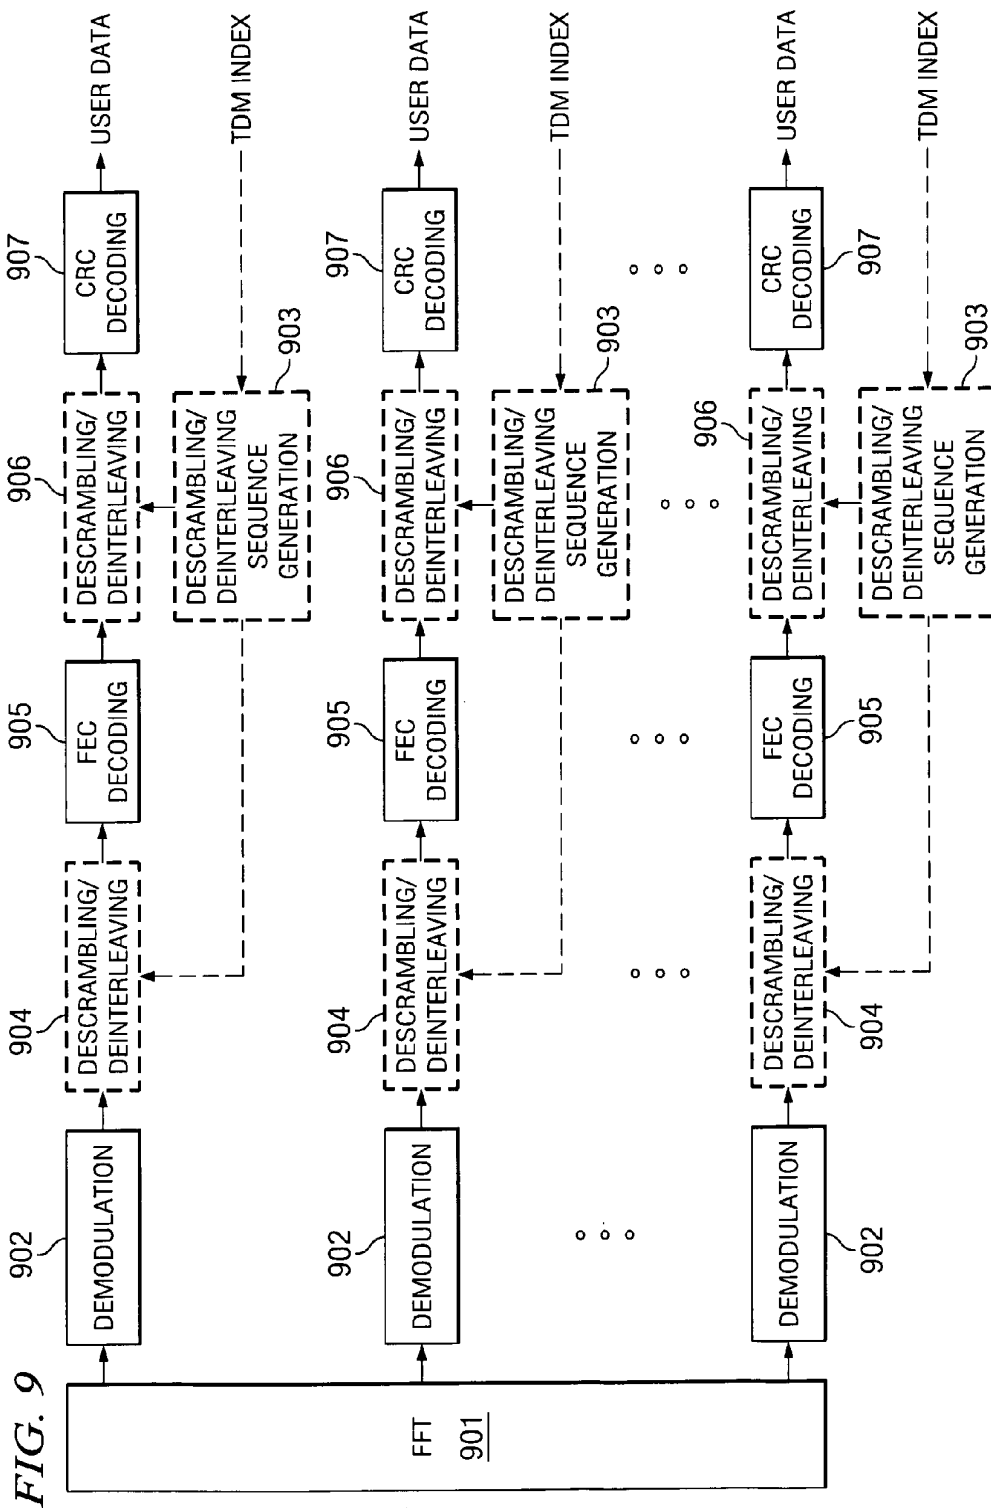 FIG. 9
FFT
901
902
DEMODULATION
904
DESCRAMBLING/
DEINTERLEAVING
905
FEC
DECODING
906
DESCRAMBLING/
DEINTERLEAVING
907
CRC
DECODING
USER DATA
DESCRAMBLING/
DEINTERLEAVING
SEQUENCE
GENERATION
903
TDM INDEX
902
DEMODULATION
904
DESCRAMBLING/
DEINTERLEAVING
905
FEC
DECODING
906
DESCRAMBLING/
DEINTERLEAVING
907
CRC
DECODING
USER DATA
DESCRAMBLING/
DEINTERLEAVING
SEQUENCE
GENERATION
903
TDM INDEX
DEMODULATION
902
DESCRAMBLING/
DEINTERLEAVING
904
FEC
DECODING
905
906
DESCRAMBLING/
DEINTERLEAVING
CRC
DECODING
907
USER DATA
DESCRAMBLING/
DEINTERLEAVING
SEQUENCE
GENERATION
903
TDM INDEX